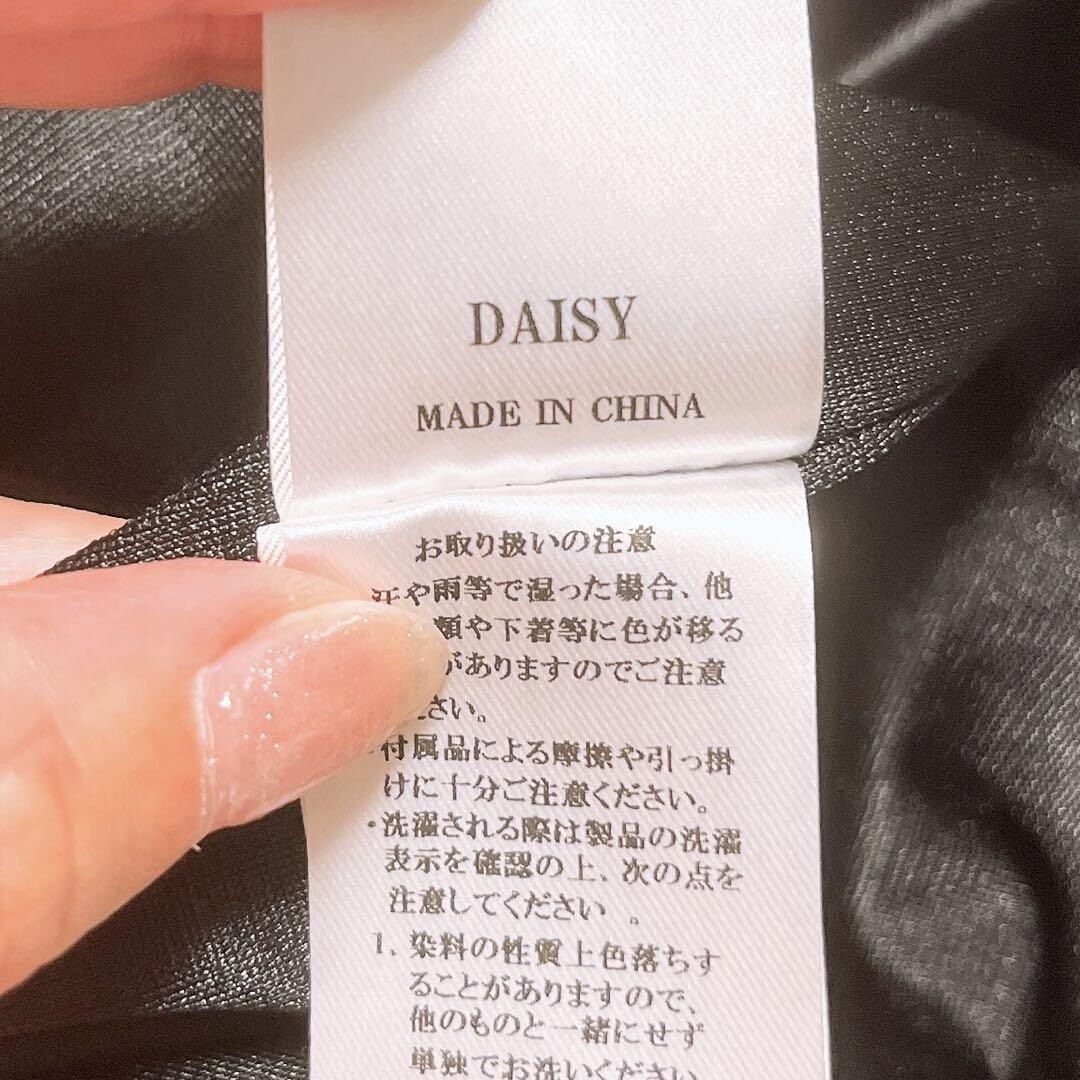 DAISY
MADE IN CHINA
お取り扱いの注意
汗や雨等で湿った場合、他
類や下着等に色が移る
がありますのでご注意
ださい。
・付属品による摩擦や引っ掛
けに十分ご注意ください。
・洗濯される際は製品の洗濯
表示を確認の上、次の点を
注意してください 。
1、染料の性質上色落ちす
ることがありますので、
他のものと一緒にせず
単独でお洗いください